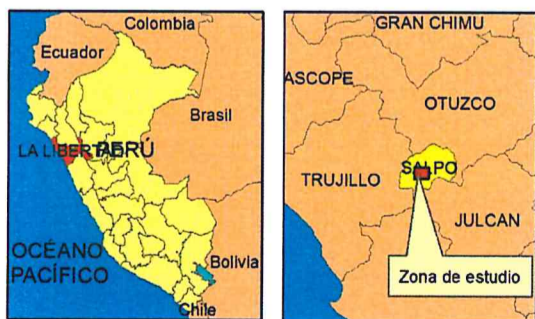 Colombia
Ecuador
Brasil
LA LIBERTAD
PERÚ
OCÉANO
PACÍFICO
Bolivia
Chile
GRAN CHIMU
ASCOPE
OTUZCO
SALPO
TRUJILLO
JULCAN
Zona de estudio